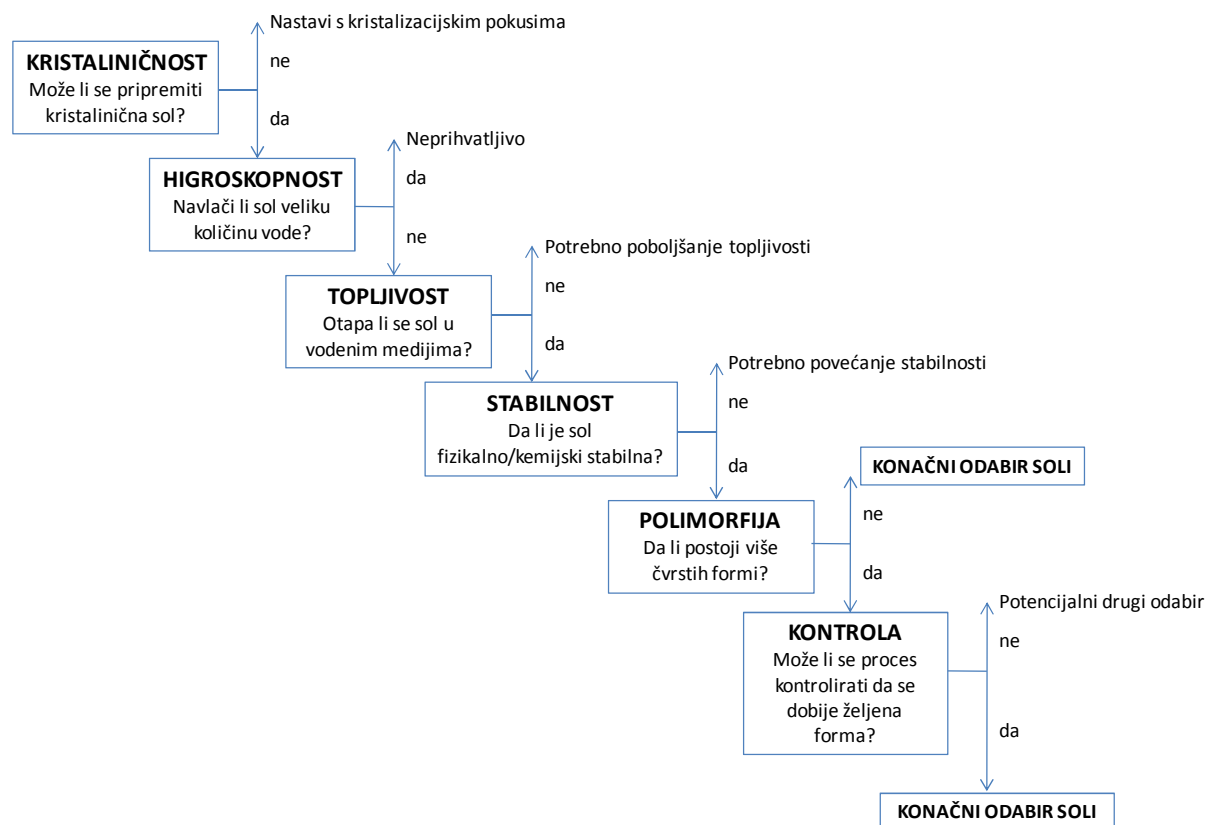 Nastavi s kristalizacijskim pokusima
KRISTALINIČNOST
Može li se pripremiti
kristalinična sol?
ne
da
Neprihvatljivo
HIGROSKOPNOST
Navlači li sol veliku
količinu vode?
da
ne
Potrebno poboljšanje topljivosti
TOPLJIVOST
Otapa li se sol u
vodenim medijima?
ne
da
Potrebno povećanje stabilnosti
STABILNOST
Da li je sol
fizikalno/kemijski stabilna?
ne
da
KONAČNI ODABIR SOLI
POLIMORFIJA
Da li postoji više
čvrstih formi?
ne
da
Potencijalni drugi odabir
KONTROLA
Može li se proces
kontrolirati da se
dobije željena
forma?
ne
da
KONAČNI ODABIR SOLI